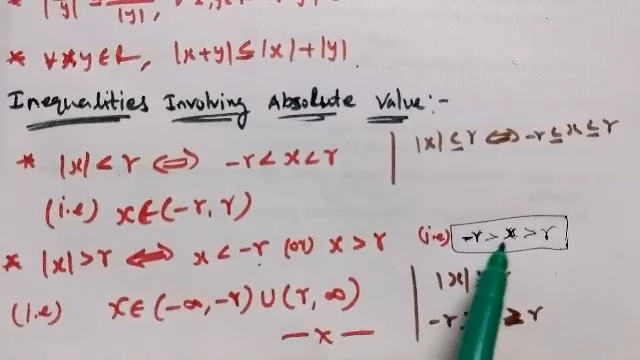 * ∀ x,y∈R, |x+y| ≤ |x|+|y|
Inequalities Involving Absolute Value:-
* |x| < r ⇔ -r < x < r
|x| ≤ r ⇔ -r ≤ x ≤ r
(i.e) x∈(-r, r)
* |x| > r ⇔ x < -r (or) x > r
(i.e) -r > x > r
(i.e) x∈(-∞, -r) ∪ (r, ∞)
|x|
-r ≥ r
— x —